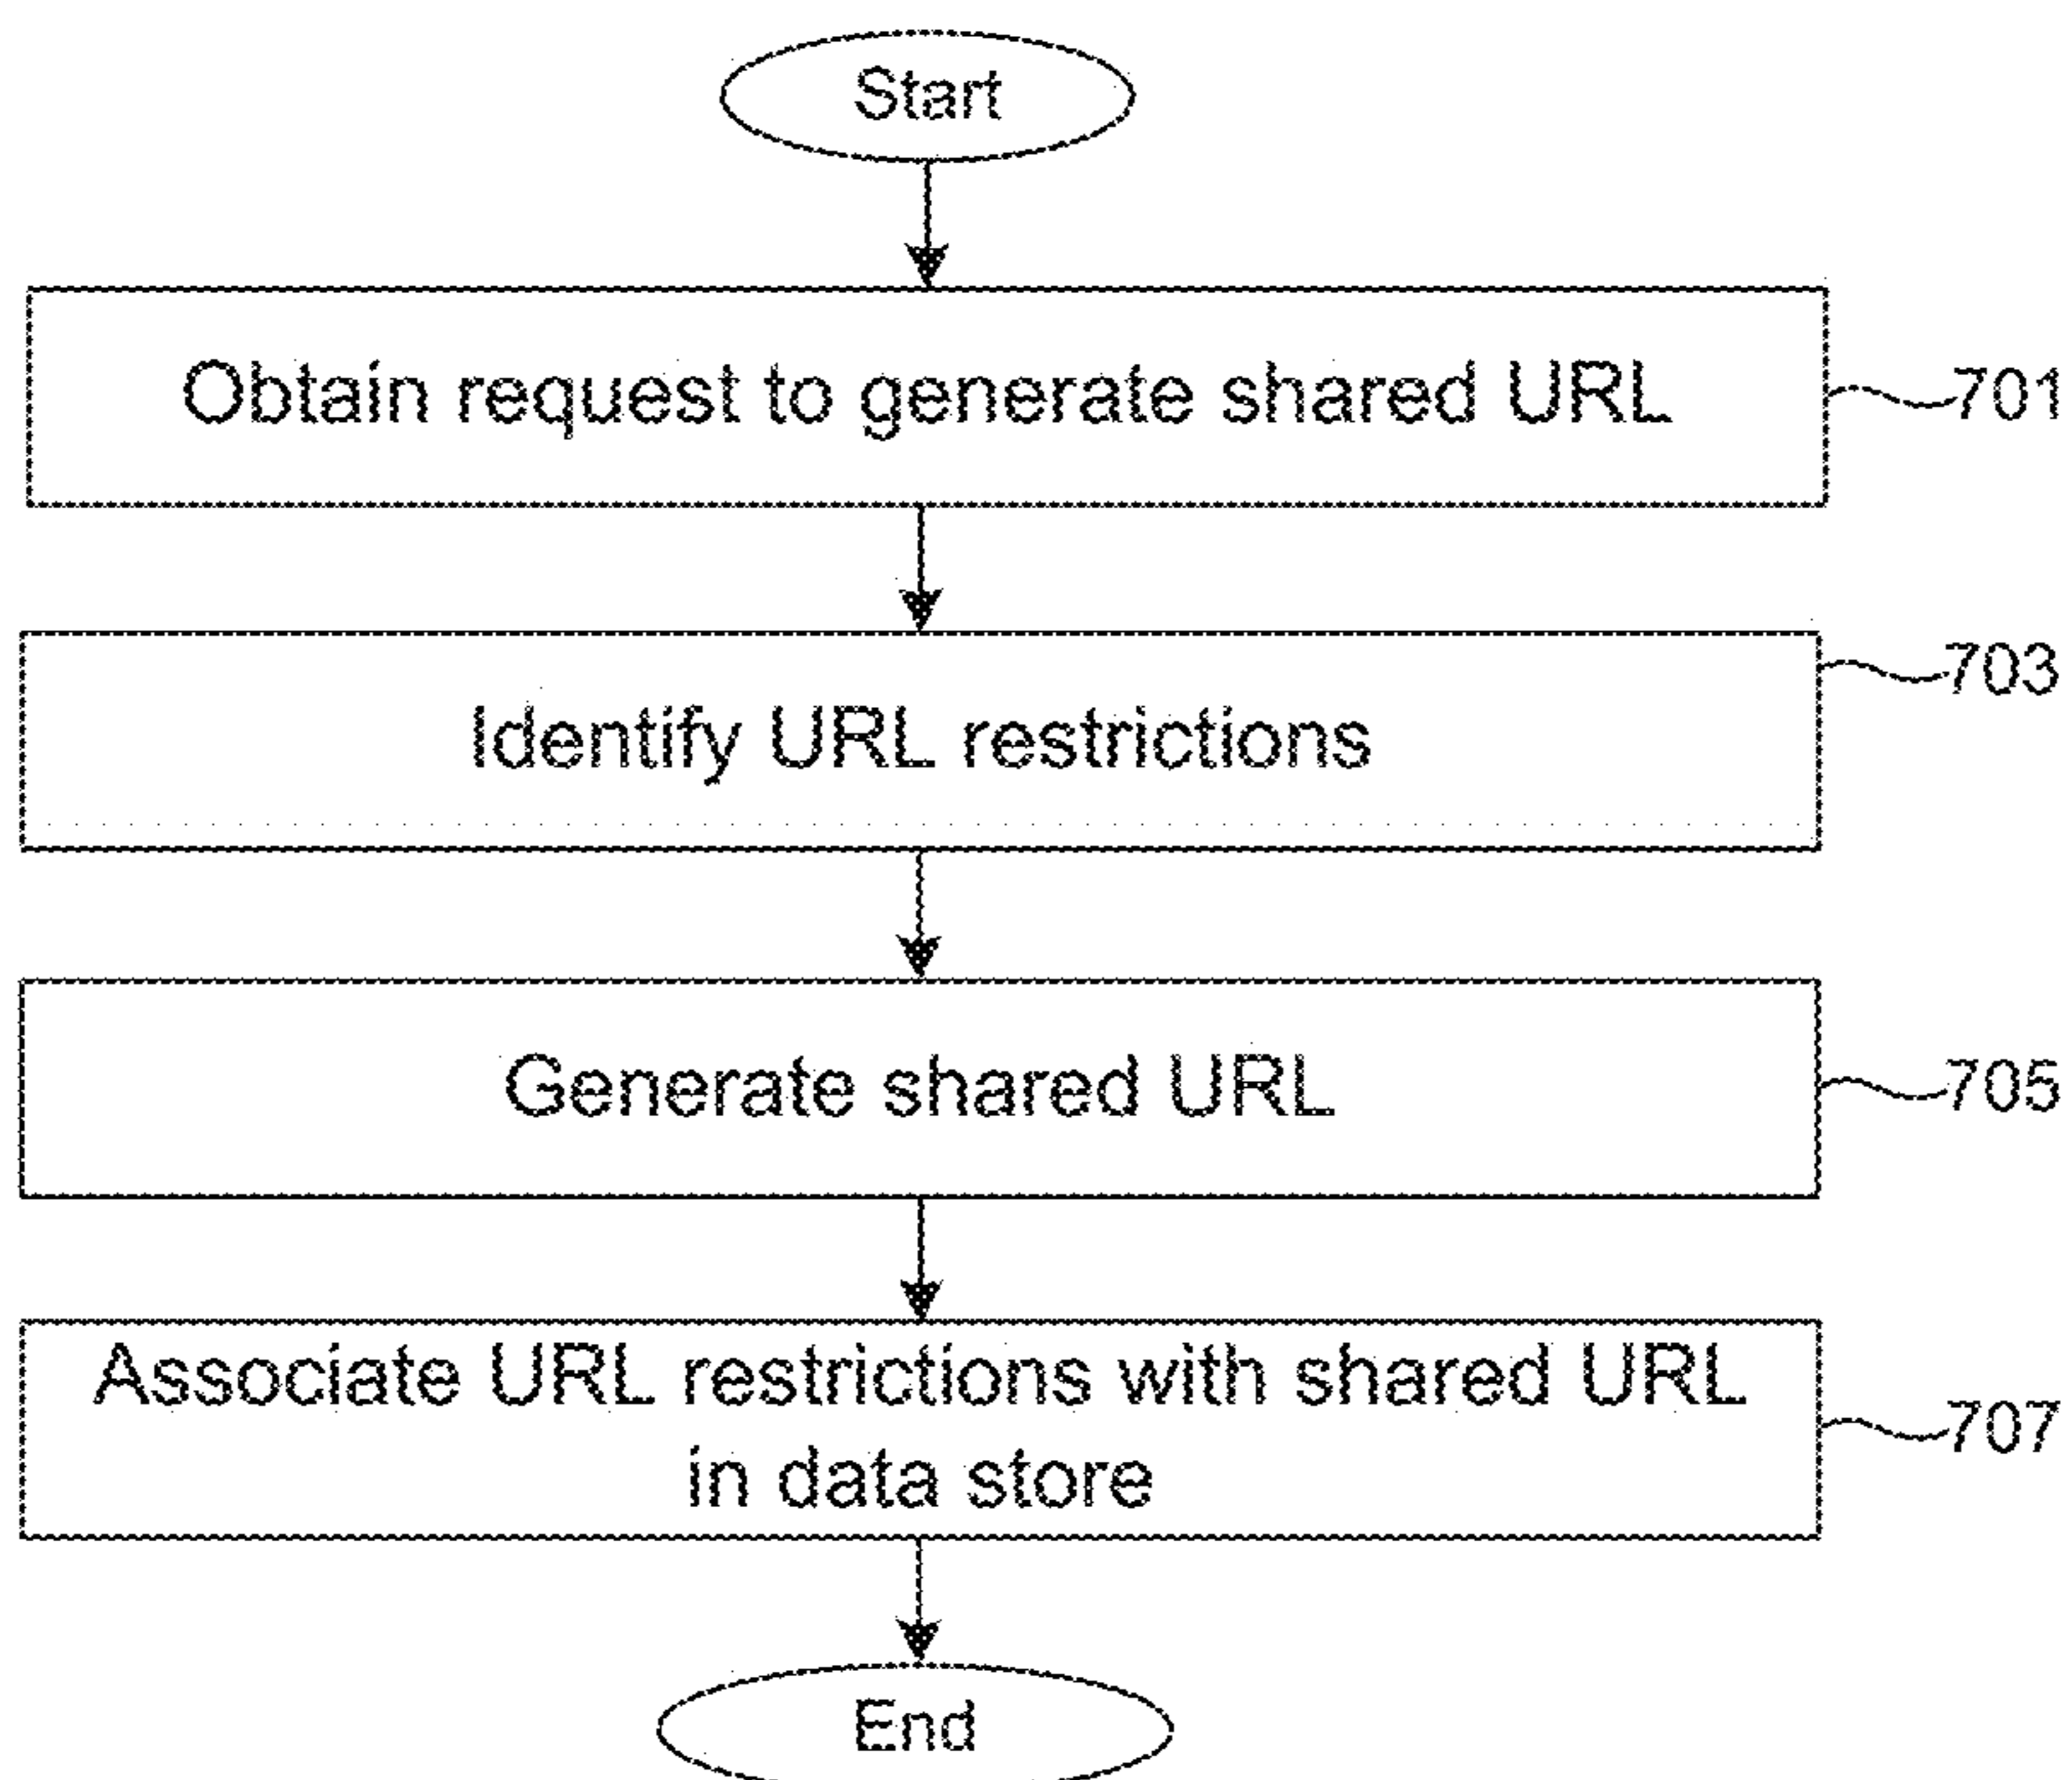 Start
Obtain request to generate shared URL
701
Identify URL restrictions
703
Generate shared URL
705
Associate URL restrictions with shared URL
in data store
707
End